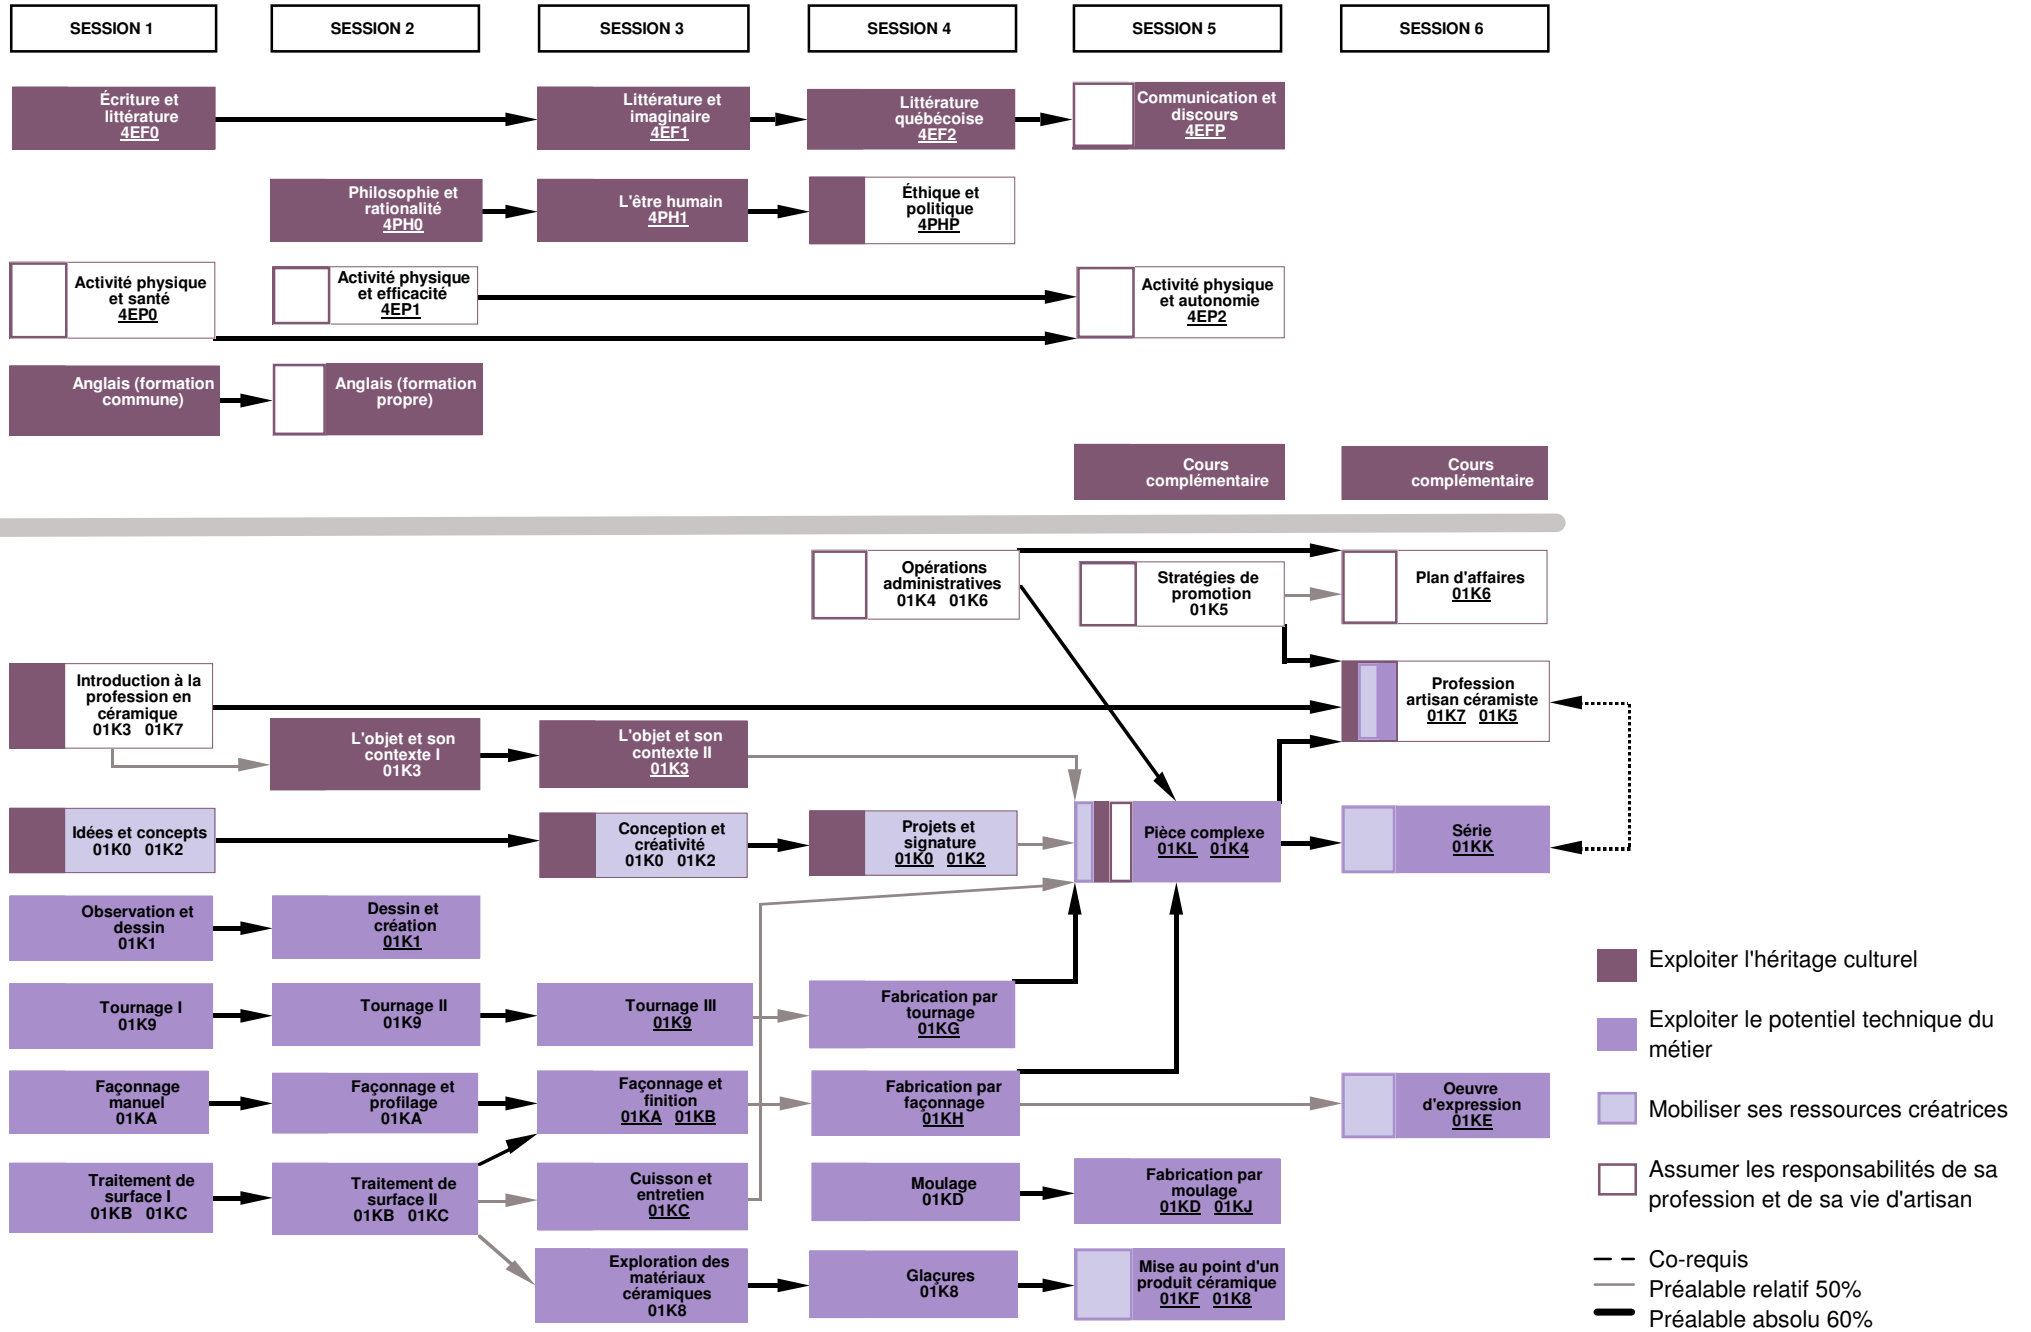 SESSION 1
SESSION 2
SESSION 3
SESSION 4
SESSION 5
SESSION 6
Écriture et
littérature
4EF0
Littérature et
imaginaire
4EF1
Littérature
québécoise
4EF2
Communication et
discours
4EFP
Philosophie et
rationalité
4PH0
L'être humain
4PH1
Éthique et
politique
4PHP
Activité physique
et santé
4EP0
Activité physique
et efficacité
4EP1
Activité physique
et autonomie
4EP2
Anglais (formation
commune)
Anglais (formation
propre)
Cours
complémentaire
Cours
complémentaire
Opérations
administratives
01K4 01K6
Stratégies de
promotion
01K5
Plan d'affaires
01K6
Introduction à la
profession en
céramique
01K3 01K7
L'objet et son
contexte I
01K3
L'objet et son
contexte II
01K3
Profession
artisan céramiste
01K7 01K5
Idées et concepts
01K0 01K2
Conception et
créativité
01K0 01K2
Projets et
signature
01K0 01K2
Pièce complexe
01KL 01K4
Série
01KK
Observation et
dessin
01K1
Dessin et
création
01K1
Tournage I
01K9
Tournage II
01K9
Tournage III
01K9
Fabrication par
tournage
01KG
Façonnage
manuel
01KA
Façonnage et
profilage
01KA
Façonnage et
finition
01KA 01KB
Fabrication par
façonnage
01KH
Oeuvre
d'expression
01KE
Traitement de
surface I
01KB 01KC
Traitement de
surface II
01KB 01KC
Cuisson et
entretien
01KC
Moulage
01KD
Fabrication par
moulage
01KD 01KJ
Exploration des
matériaux
céramiques
01K8
Glaçures
01K8
Mise au point d'un
produit céramique
01KF 01K8
Exploiter l'héritage culturel
Exploiter le potentiel technique du
métier
Mobiliser ses ressources créatrices
Assumer les responsabilités de sa
profession et de sa vie d'artisan
Co-requis
Préalable relatif 50%
Préalable absolu 60%